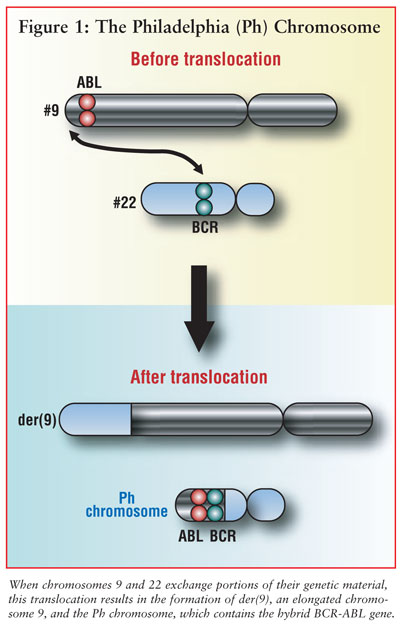 Figure 1: The Philadelphia (Ph) Chromosome
Before translocation
ABL
#9
#22
BCR
After translocation
der(9)
Ph
chromosome
ABL BCR
When chromosomes 9 and 22 exchange portions of their genetic material,
this translocation results in the formation of der(9), an elongated chromo-
some 9, and the Ph chromosome, which contains the hybrid BCR-ABL gene.